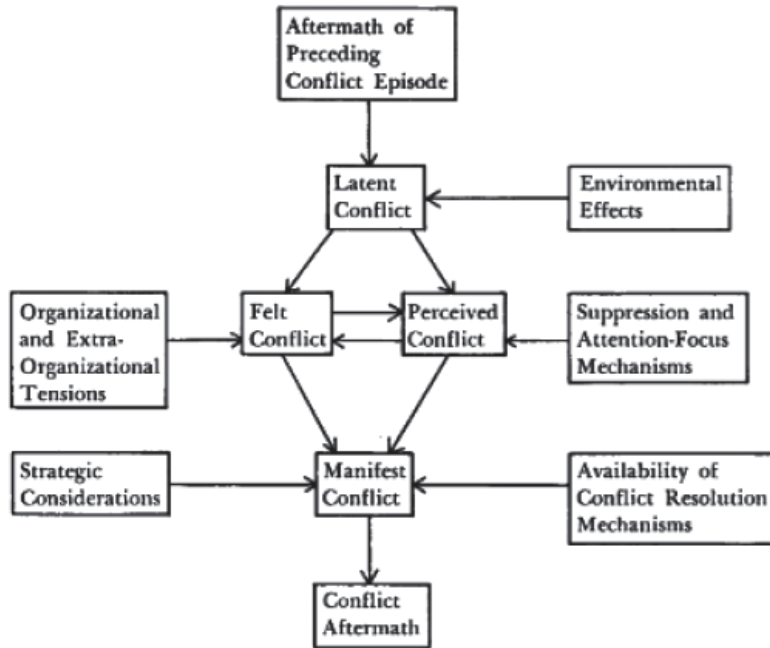 Aftermath of
Preceding
Conflict Episode
Latent
Conflict
Environmental
Effects
Organizational
and Extra-
Organizational
Tensions
Felt
Conflict
Perceived
Conflict
Suppression and
Attention-Focus
Mechanisms
Strategic
Considerations
Manifest
Conflict
Availability of
Conflict Resolution
Mechanisms
Conflict
Aftermath